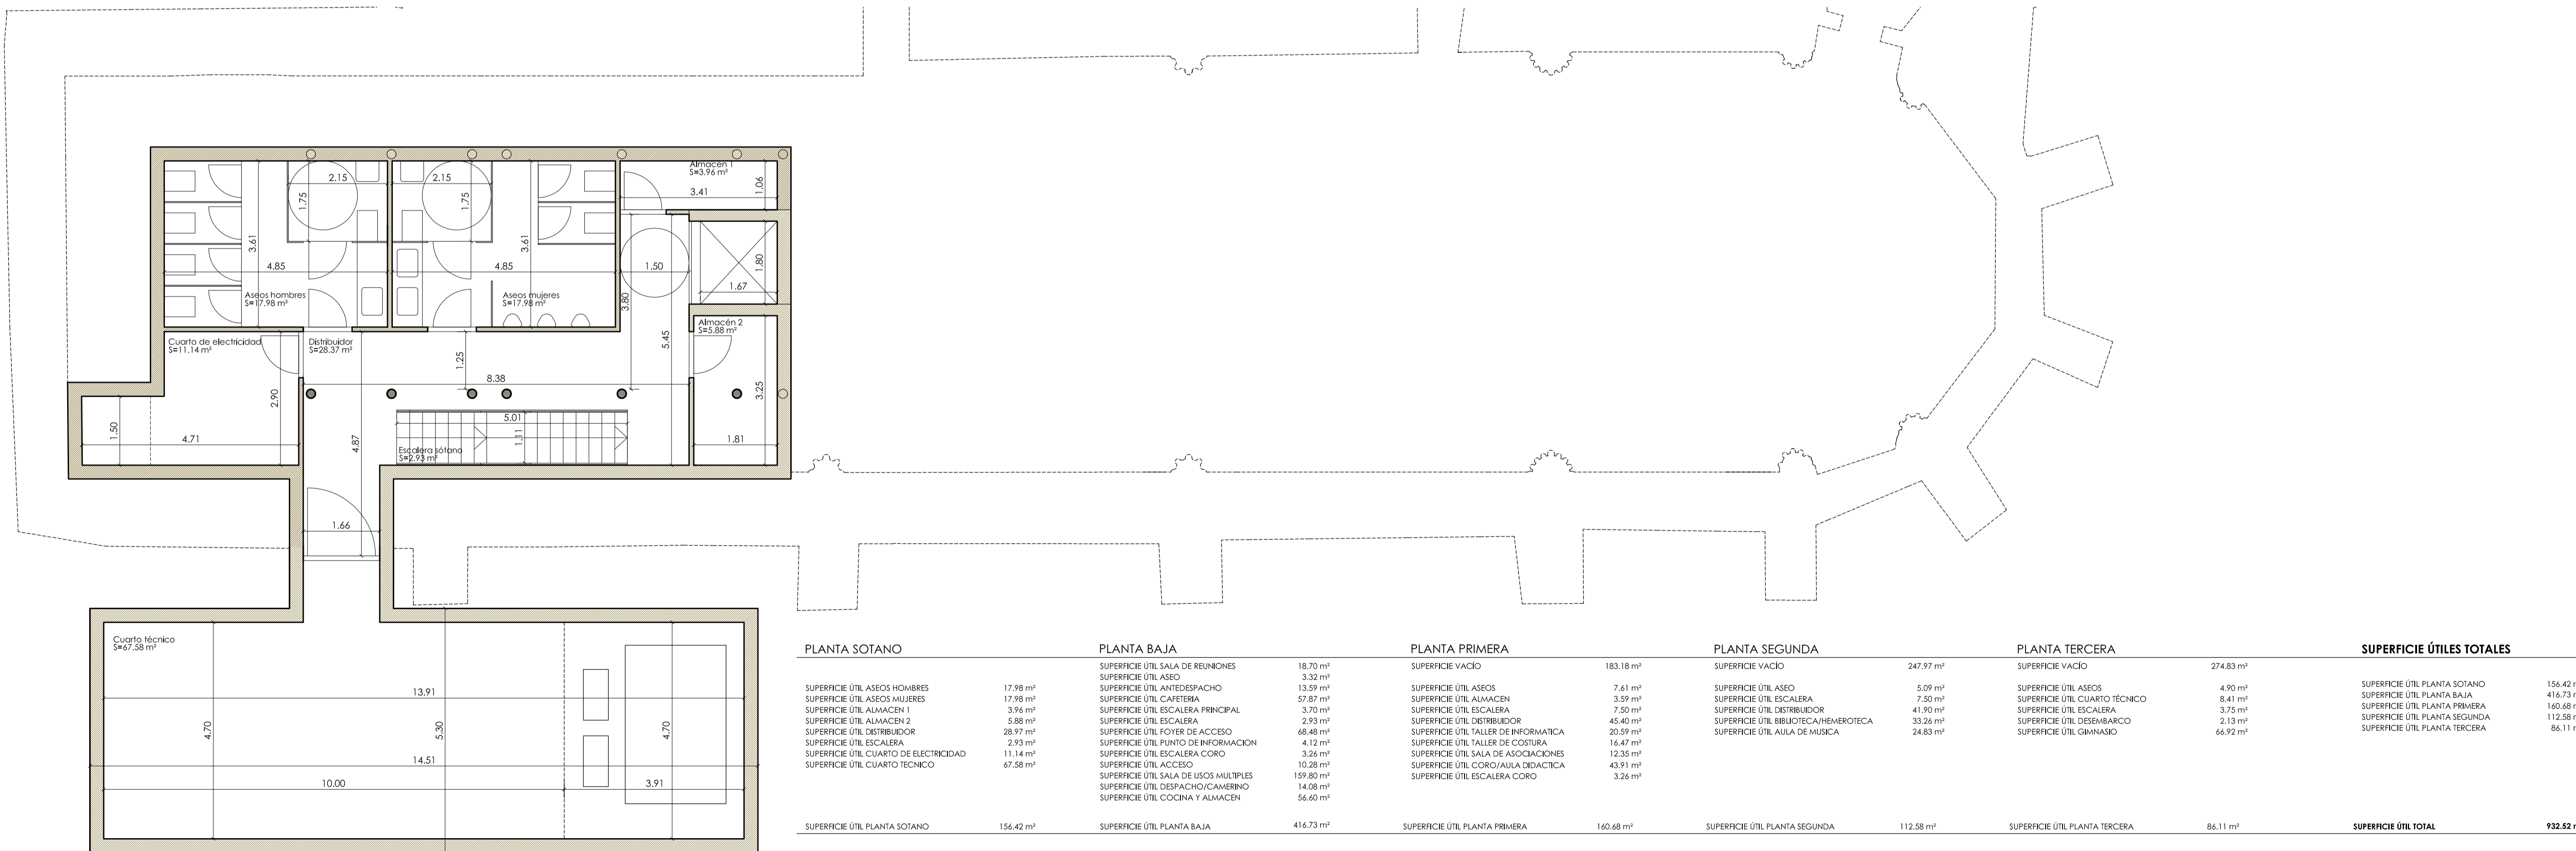 Almacén 1
S=3.96 m²
2.15
2.15
3.41
1.06
1.75
1.75
3.61
3.61
4.85
4.85
1.50
1.80
1.67
3.80
Aseos hombres
S=17.98 m²
Aseos mujeres
S=17.98 m²
Almacén 2
S=5.88 m²
Cuarto de electricidad
S=11.14 m²
Distribuidor
S=28.37 m²
5.45
1.25
8.38
2.90
3.25
1.50
4.71
4.87
5.01
1.11
1.81
Escalera sótano
S=2.93 m²
1.66
Cuarto técnico
S=67.58 m²
13.91
4.70
5.30
4.70
14.51
10.00
3.91
PLANTA SOTANO
SUPERFICIE ÚTIL ASEOS HOMBRES 17.98 m²
SUPERFICIE ÚTIL ASEOS MUJERES 17.98 m²
SUPERFICIE ÚTIL ALMACEN 1 3.96 m²
SUPERFICIE ÚTIL ALMACEN 2 5.88 m²
SUPERFICIE ÚTIL DISTRIBUIDOR 28.97 m²
SUPERFICIE ÚTIL ESCALERA 2.93 m²
SUPERFICIE ÚTIL CUARTO DE ELECTRICIDAD 11.14 m²
SUPERFICIE ÚTIL CUARTO TECNICO 67.58 m²
SUPERFICIE ÚTIL PLANTA SOTANO 156.42 m²
PLANTA BAJA
SUPERFICIE ÚTIL SALA DE REUNIONES 18.70 m²
SUPERFICIE ÚTIL ASEO 3.32 m²
SUPERFICIE ÚTIL ANTEDESPACHO 13.59 m²
SUPERFICIE ÚTIL CAFETERIA 57.87 m²
SUPERFICIE ÚTIL ESCALERA PRINCIPAL 3.70 m²
SUPERFICIE ÚTIL ESCALERA 2.93 m²
SUPERFICIE ÚTIL FOYER DE ACCESO 68.48 m²
SUPERFICIE ÚTIL PUNTO DE INFORMACION 4.12 m²
SUPERFICIE ÚTIL ESCALERA CORO 3.26 m²
SUPERFICIE ÚTIL ACCESO 10.28 m²
SUPERFICIE ÚTIL SALA DE USOS MULTIPLES 159.80 m²
SUPERFICIE ÚTIL DESPACHO/CAMERINO 14.08 m²
SUPERFICIE ÚTIL COCINA Y ALMACEN 56.60 m²
SUPERFICIE ÚTIL PLANTA BAJA 416.73 m²
PLANTA PRIMERA
SUPERFICIE VACÍO 183.18 m²
SUPERFICIE ÚTIL ASEOS 7.61 m²
SUPERFICIE ÚTIL ALMACEN 3.59 m²
SUPERFICIE ÚTIL ESCALERA 7.50 m²
SUPERFICIE ÚTIL DISTRIBUIDOR 45.40 m²
SUPERFICIE ÚTIL TALLER DE INFORMATICA 20.59 m²
SUPERFICIE ÚTIL TALLER DE COSTURA 16.47 m²
SUPERFICIE ÚTIL SALA DE ASOCIACIONES 12.35 m²
SUPERFICIE ÚTIL CORO/AULA DIDACTICA 43.91 m²
SUPERFICIE ÚTIL ESCALERA CORO 3.26 m²
SUPERFICIE ÚTIL PLANTA PRIMERA 160.68 m²
PLANTA SEGUNDA
SUPERFICIE VACÍO 247.97 m²
SUPERFICIE ÚTIL ASEO 5.09 m²
SUPERFICIE ÚTIL ESCALERA 7.50 m²
SUPERFICIE ÚTIL DISTRIBUIDOR 41.90 m²
SUPERFICIE ÚTIL BIBLIOTECA/HEMEROTECA 33.26 m²
SUPERFICIE ÚTIL AULA DE MUSICA 24.83 m²
SUPERFICIE ÚTIL PLANTA SEGUNDA 112.58 m²
PLANTA TERCERA
SUPERFICIE VACÍO 274.83 m²
SUPERFICIE ÚTIL ASEOS 4.90 m²
SUPERFICIE ÚTIL CUARTO TÉCNICO 8.41 m²
SUPERFICIE ÚTIL ESCALERA 3.75 m²
SUPERFICIE ÚTIL DESEMBARCO 2.13 m²
SUPERFICIE ÚTIL GIMNASIO 66.92 m²
SUPERFICIE ÚTIL PLANTA TERCERA 86.11 m²
SUPERFICIE ÚTILES TOTALES
SUPERFICIE ÚTIL PLANTA SOTANO 156.42
SUPERFICIE ÚTIL PLANTA BAJA 416.73
SUPERFICIE ÚTIL PLANTA PRIMERA 160.68
SUPERFICIE ÚTIL PLANTA SEGUNDA 112.58
SUPERFICIE ÚTIL PLANTA TERCERA 86.11
SUPERFICIE ÚTIL TOTAL 932.52